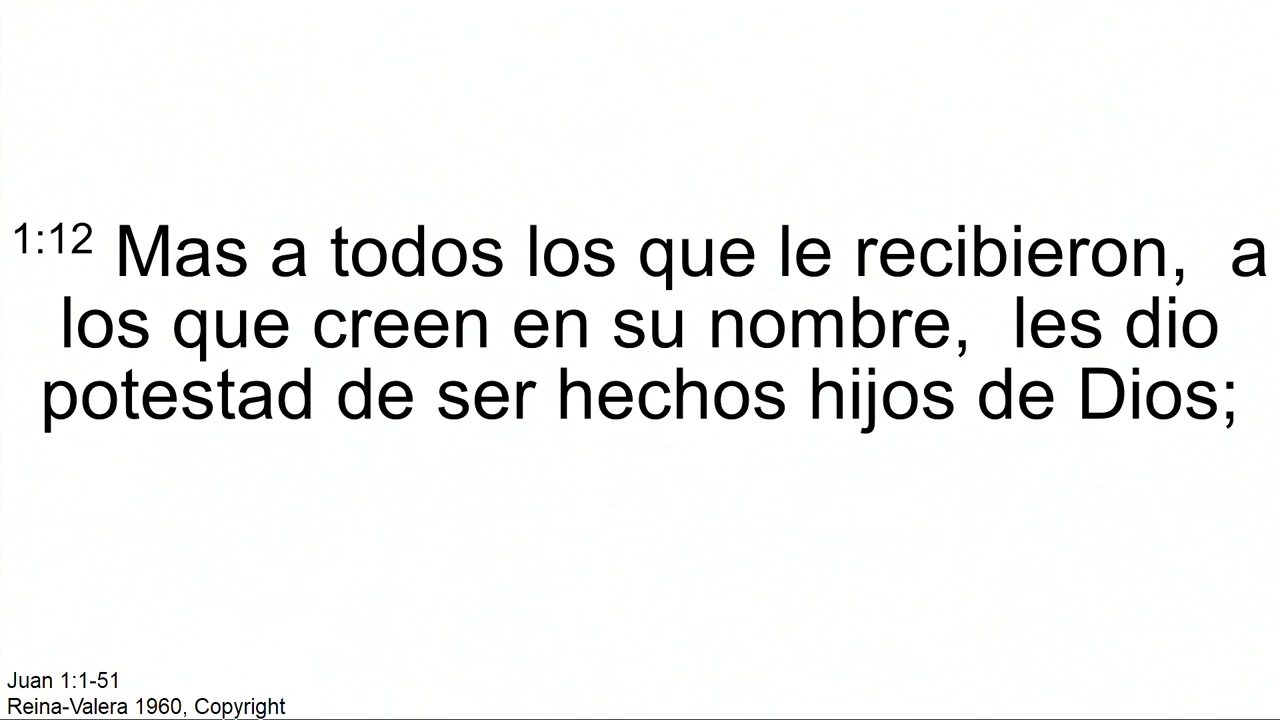 1:12 Mas a todos los que le recibieron,  a
los que creen en su nombre,  les dio
potestad de ser hechos hijos de Dios;
Juan 1:1-51
Reina-Valera 1960, Copyright